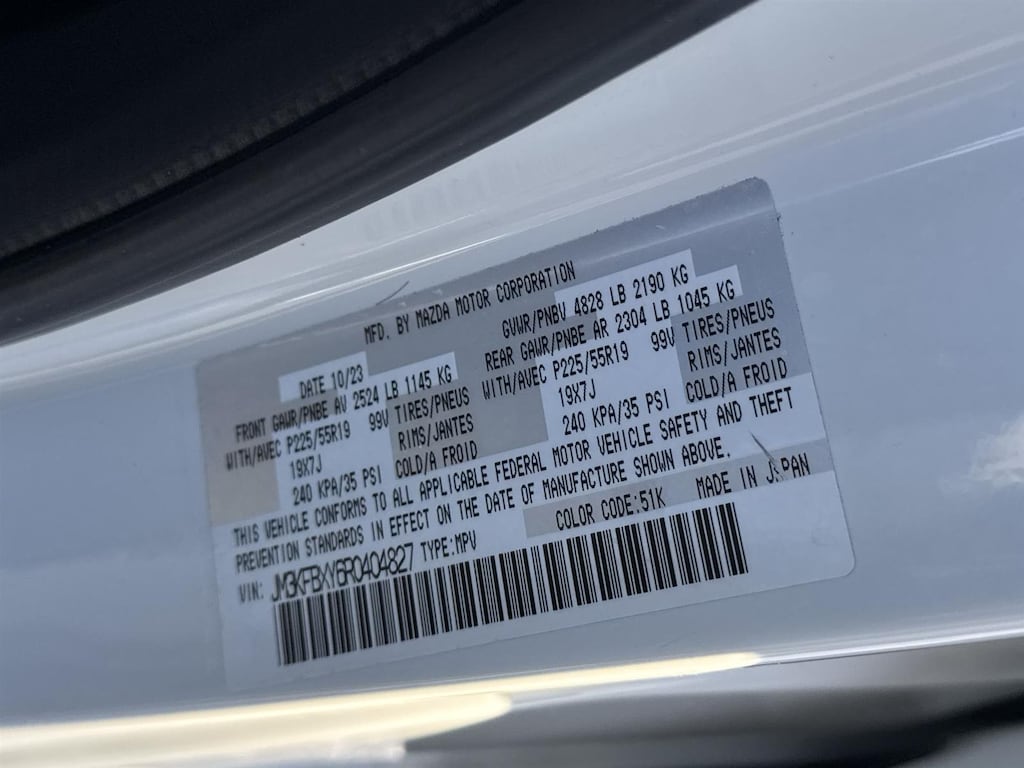 MFD. BY MAZDA MOTOR CORPORATION
DATE 10/23 GVWR/PNBV 4828 LB 2190 KG
FRONT GAWR/PNBE AV 2524 LB 1145 KG REAR GAWR/PNBE AR 2304 LB 1045 KG
WITH/AVEC P225/55R19 99V TIRES/PNEUS WITH/AVEC P225/55R19 99V TIRES/PNEUS
19X7J RIMS/JANTES 19X7J RIMS/JANTES
240 KPA/35 PSI COLD/A FROID 240 KPA/35 PSI COLD/A FROID
THIS VEHICLE CONFORMS TO ALL APPLICABLE FEDERAL MOTOR VEHICLE SAFETY AND THEFT
PREVENTION STANDARDS IN EFFECT ON THE DATE OF MANUFACTURE SHOWN ABOVE.
VIN: JM3KFBXY6R0404827 TYPE:MPV COLOR CODE:51K MADE IN JAPAN